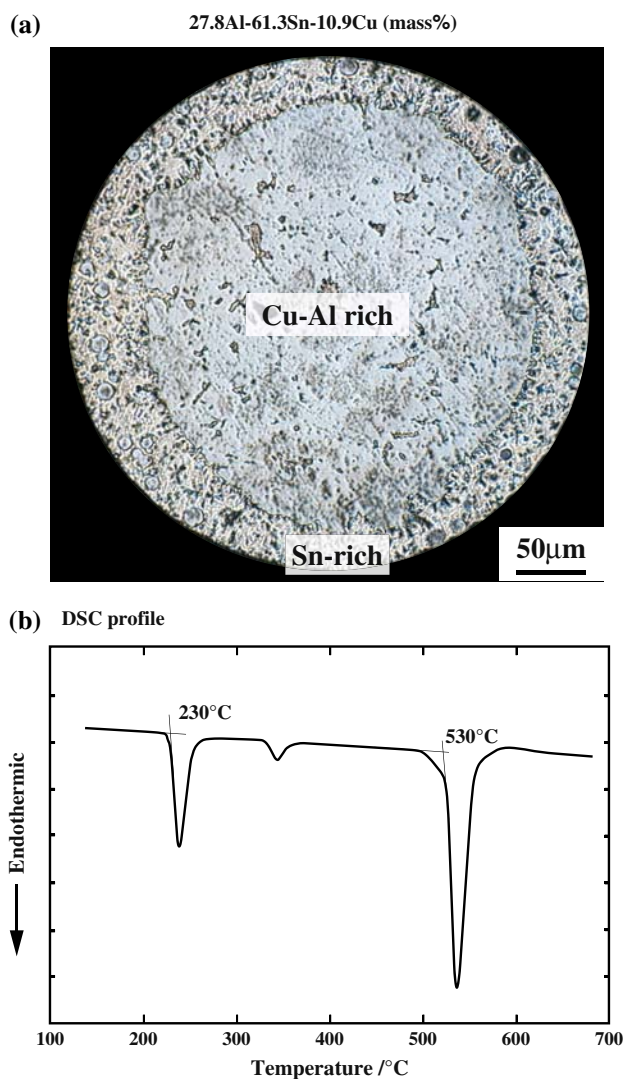 (a) 27.8Al-61.3Sn-10.9Cu (mass%)
Cu-Al rich
Sn-rich
50μm
(b) DSC profile
230°C
530°C
Endothermic
100 200 300 400 500 600 700
Temperature /°C